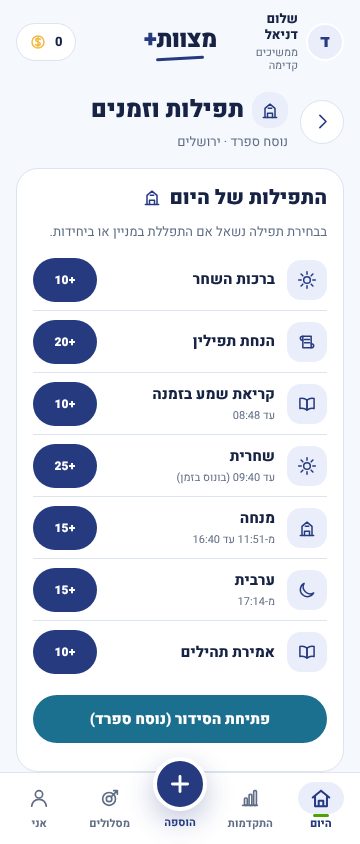 ד
שלום
דניאל
ממשיכים
קדימה
מצוות+
0
תפילות וזמנים
נוסח ספרד · ירושלים
התפילות של היום
בבחירת תפילה נשאל אם התפללת במניין או ביחידות.
ברכות השחר
+10
הנחת תפילין
+20
קריאת שמע בזמנה
עד 08:48
+10
שחרית
עד 09:40 (בונוס בזמן)
+25
מנחה
מ-11:51 עד 16:40
+15
ערבית
מ-17:14
+15
אמירת תהילים
+10
פתיחת הסידור (נוסח ספרד)
היום
התקדמות
הוספה
מסלולים
אני